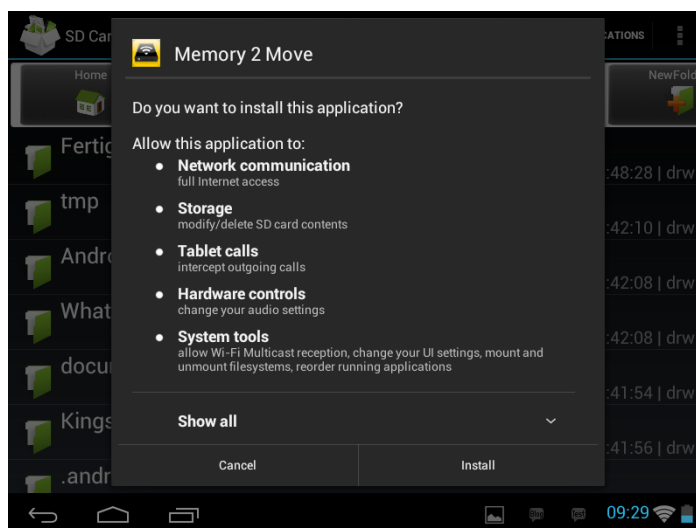 SD Car
Memory 2 Move
CATIONS
Home
NewFold
Do you want to install this application?
Allow this application to:
Network communication
full Internet access
Storage
modify/delete SD card contents
Tablet calls
intercept outgoing calls
Hardware controls
change your audio settings
System tools
allow Wi-Fi Multicast reception, change your UI settings, mount and
unmount filesystems, reorder running applications
Show all
Cancel
Install
Fertig
:48:28 | drw
tmp
:42:10 | drw
Andro
:42:08 | drw
What
:42:08 | drw
docu
:41:54 | drw
Kings
:41:56 | drw
.andr
09:29